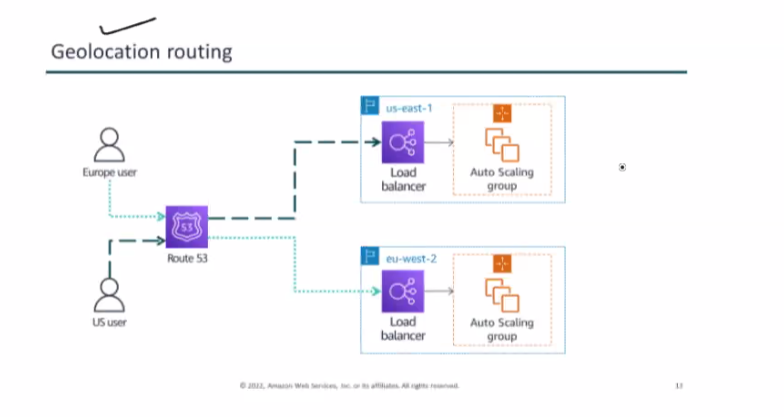 Geolocation routing
us-east-1
Europe user
Load
balancer
Auto Scaling
group
53
Route 53
eu-west-2
US user
Load
balancer
Auto Scaling
group
© 2022, Amazon Web Services, Inc. or its affiliates. All rights reserved.
13